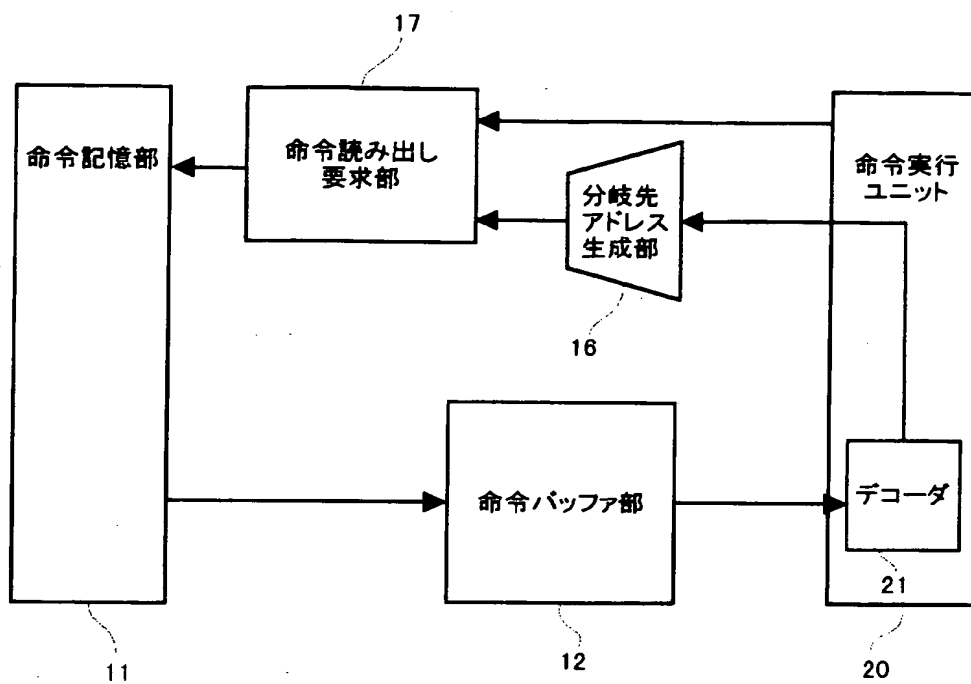 17
命令記憶部
命令読み出し
要求部
分岐先
アドレス
生成部
命令実行
ユニット
16
命令バッファ部
デコーダ
21
11
12
20